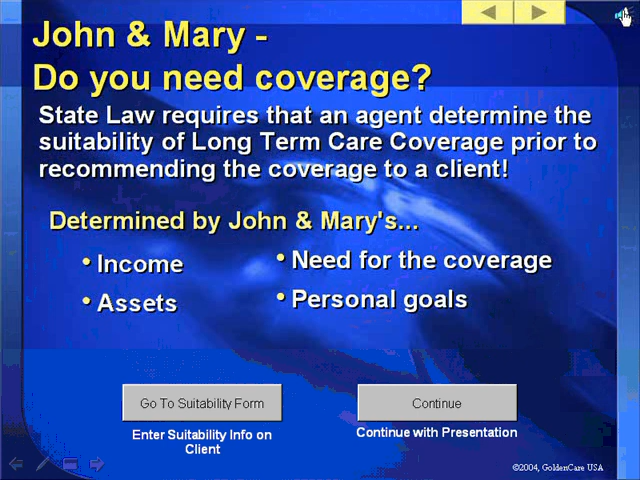 John & Mary -
Do you need coverage?
State Law requires that an agent determine the
suitability of Long Term Care Coverage prior to
recommending the coverage to a client!
Determined by John & Mary's...
• Income
• Assets
• Need for the coverage
• Personal goals
Go To Suitability Form
Enter Suitability Info on
Client
Continue
Continue with Presentation
©2004, GoldenCare USA